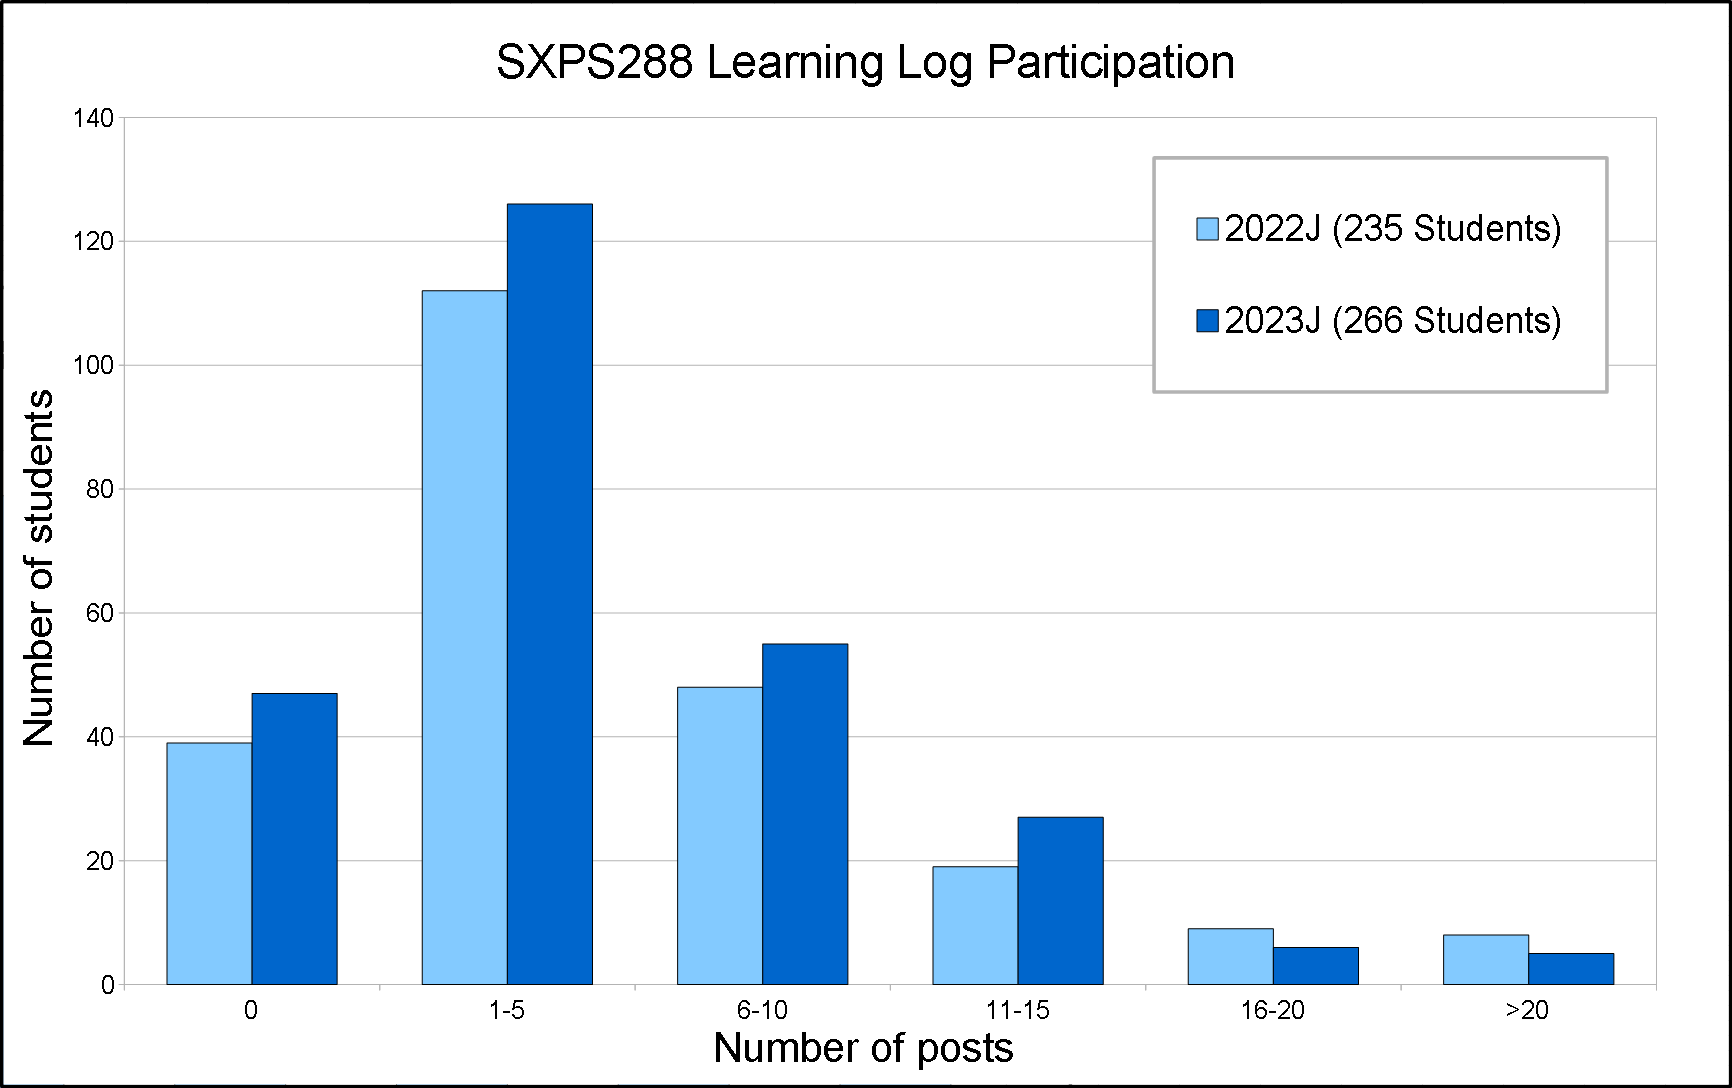 SXPS288 Learning Log Participation
140
120
100
80
60
40
20
0
Number of students
2022J (235 Students)
2023J (266 Students)
0 1-5 6-10 11-15 16-20 >20
Number of posts